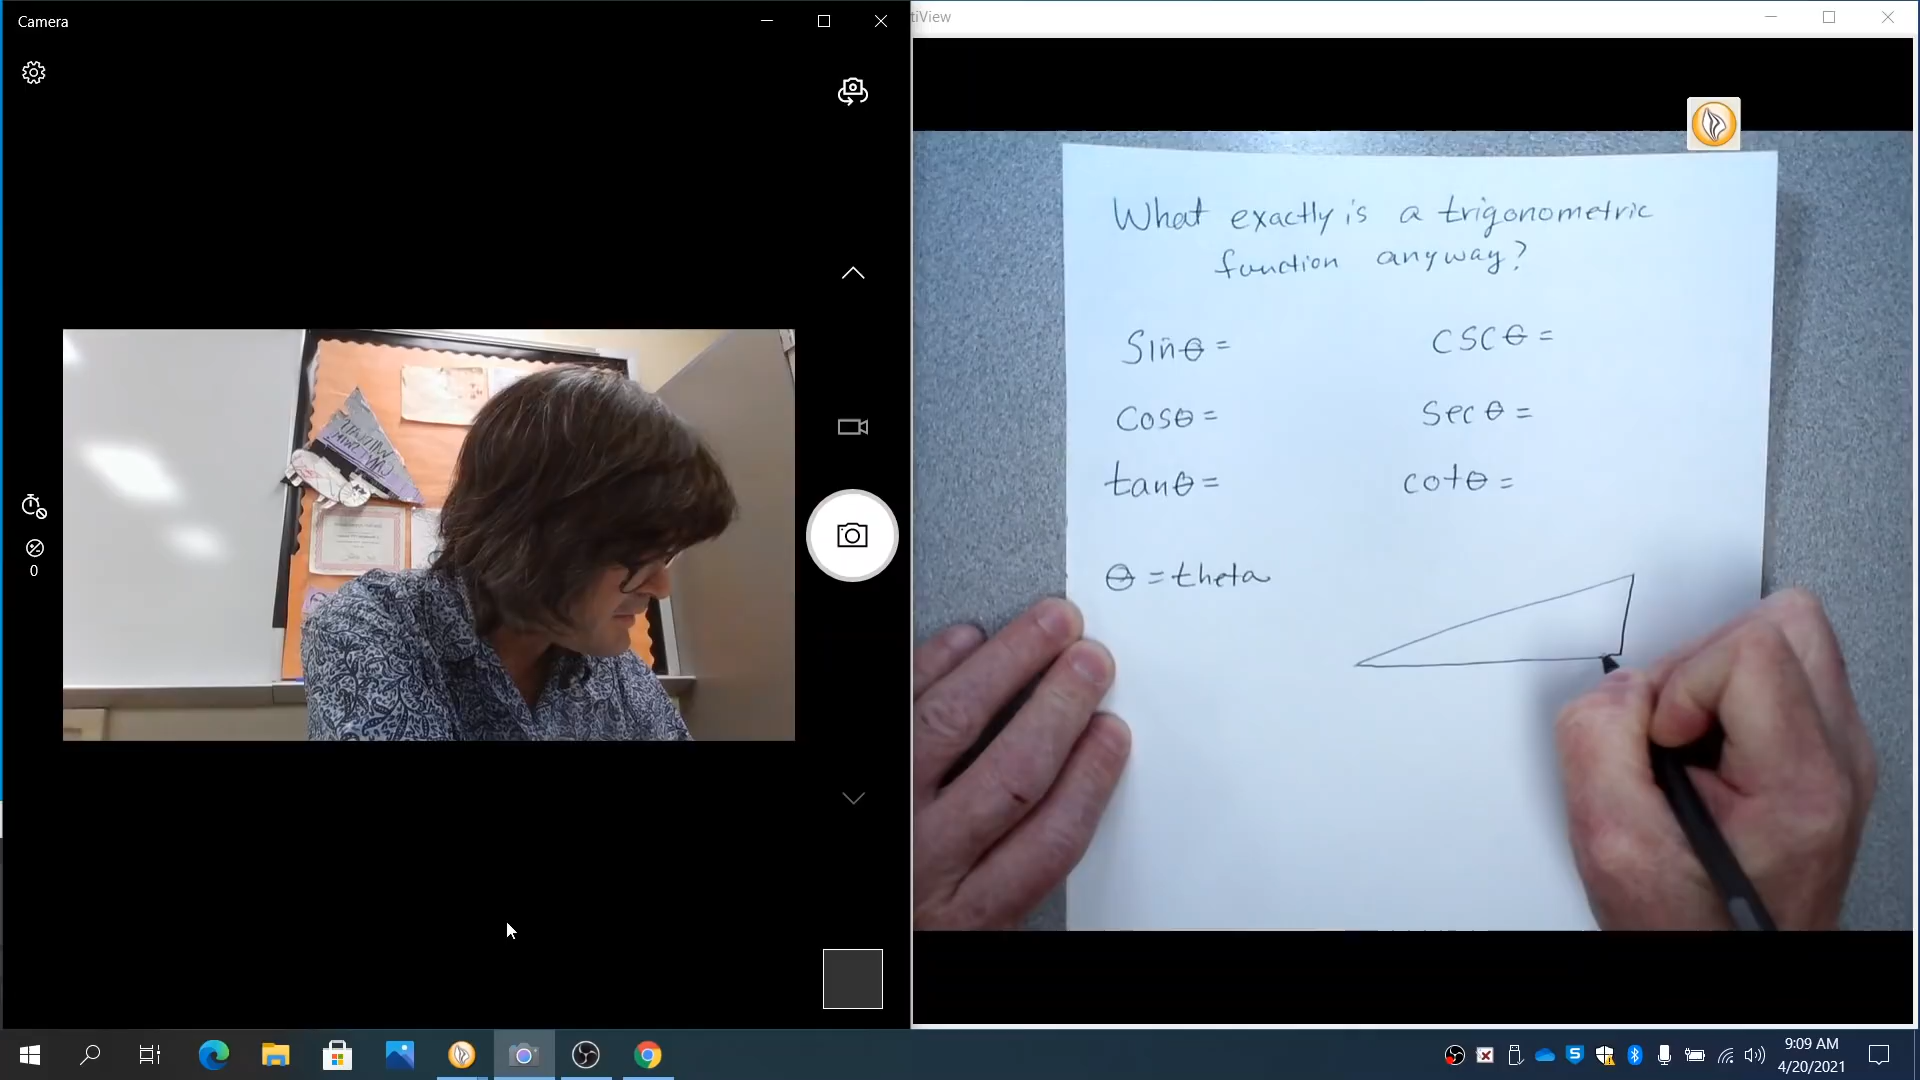 Camera
tiView
What exactly is a trigonometric
function anyway?
Sinθ =
CSCθ =
Cosθ =
Secθ =
tanθ =
cotθ =
θ = theta
0
9:09 AM
4/20/2021